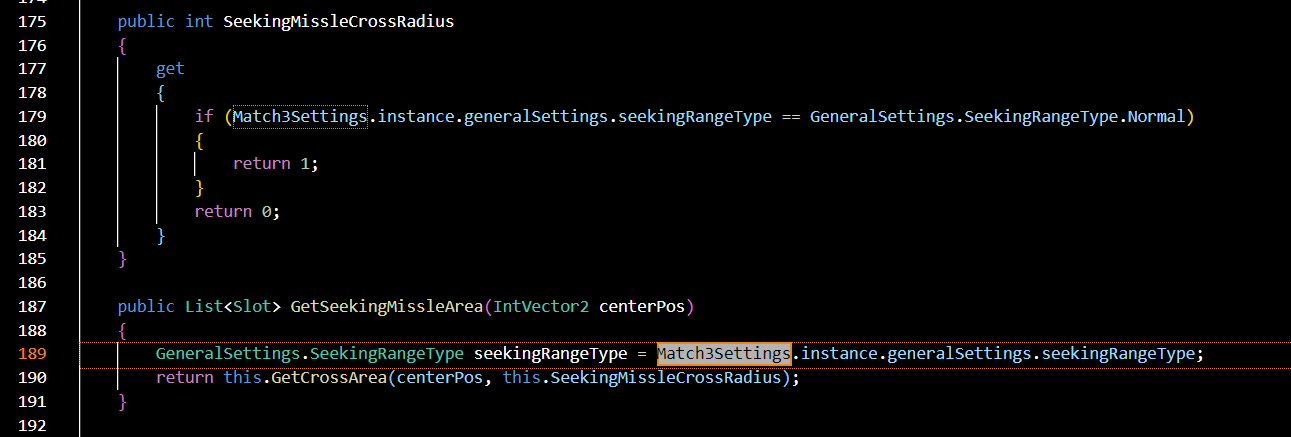 174
175 public int SeekingMissleCrossRadius
176 {
177 get
178 {
179 if (Match3Settings.instance.generalSettings.seekingRangeType == GeneralSettings.SeekingRangeType.Normal)
180 {
181 return 1;
182 }
183 return 0;
184 }
185 }
186
187 public List<Slot> GetSeekingMissleArea(IntVector2 centerPos)
188 {
189 GeneralSettings.SeekingRangeType seekingRangeType = Match3Settings.instance.generalSettings.seekingRangeType;
190 return this.GetCrossArea(centerPos, this.SeekingMissleCrossRadius);
191 }
192